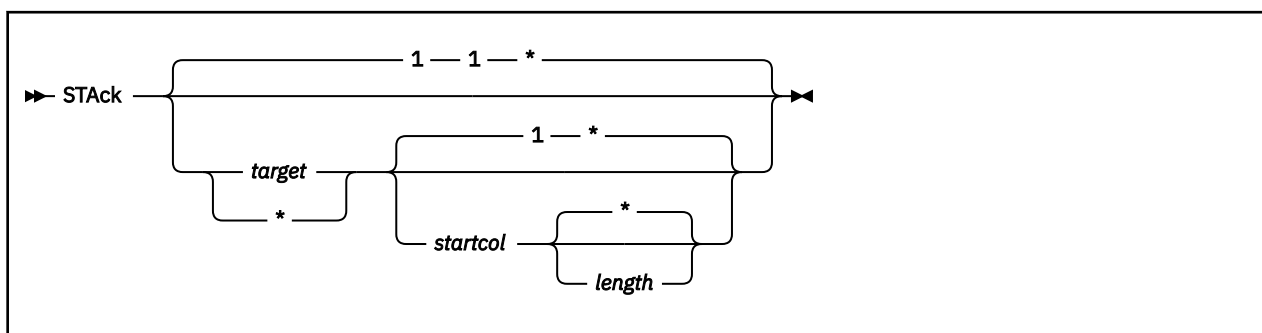 1 1 *
STAck
1 *
target
*
*
startcol
length